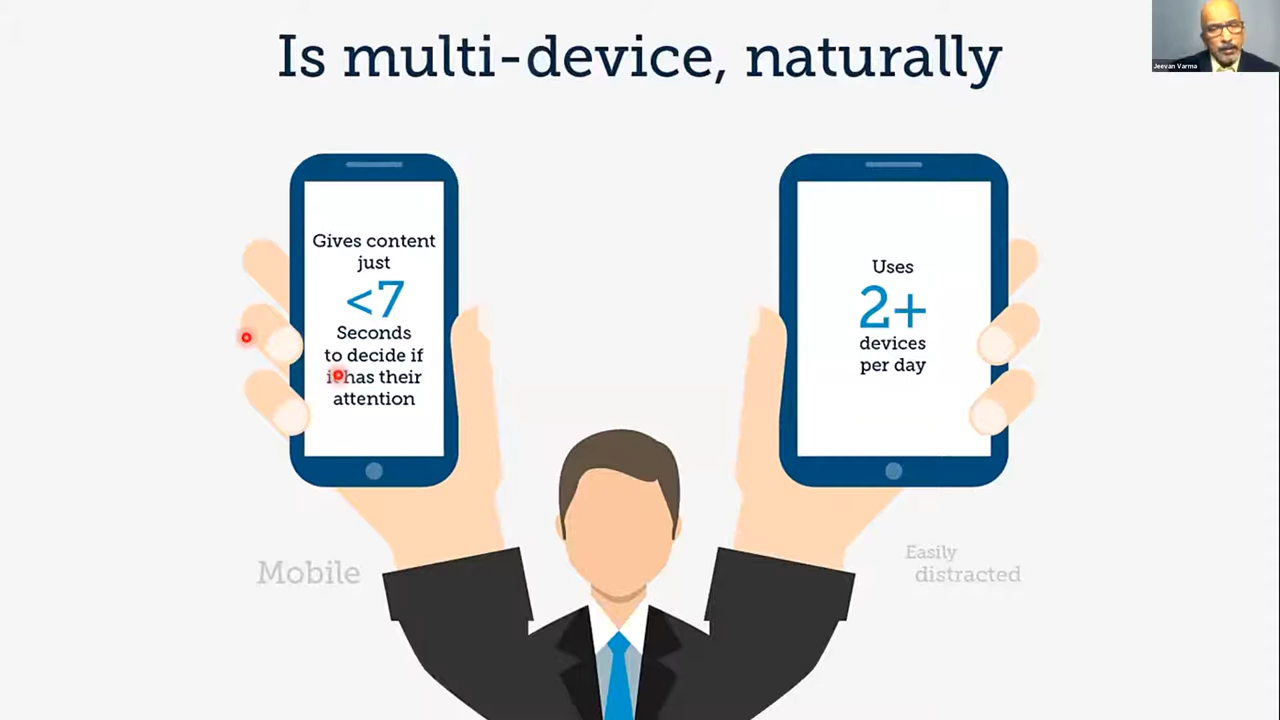 Is multi-device, naturally
Jeevan Varma
Gives content
just
<7
Seconds
to decide if
it has their
attention
Uses
2+
devices
per day
Mobile
Easily
distracted